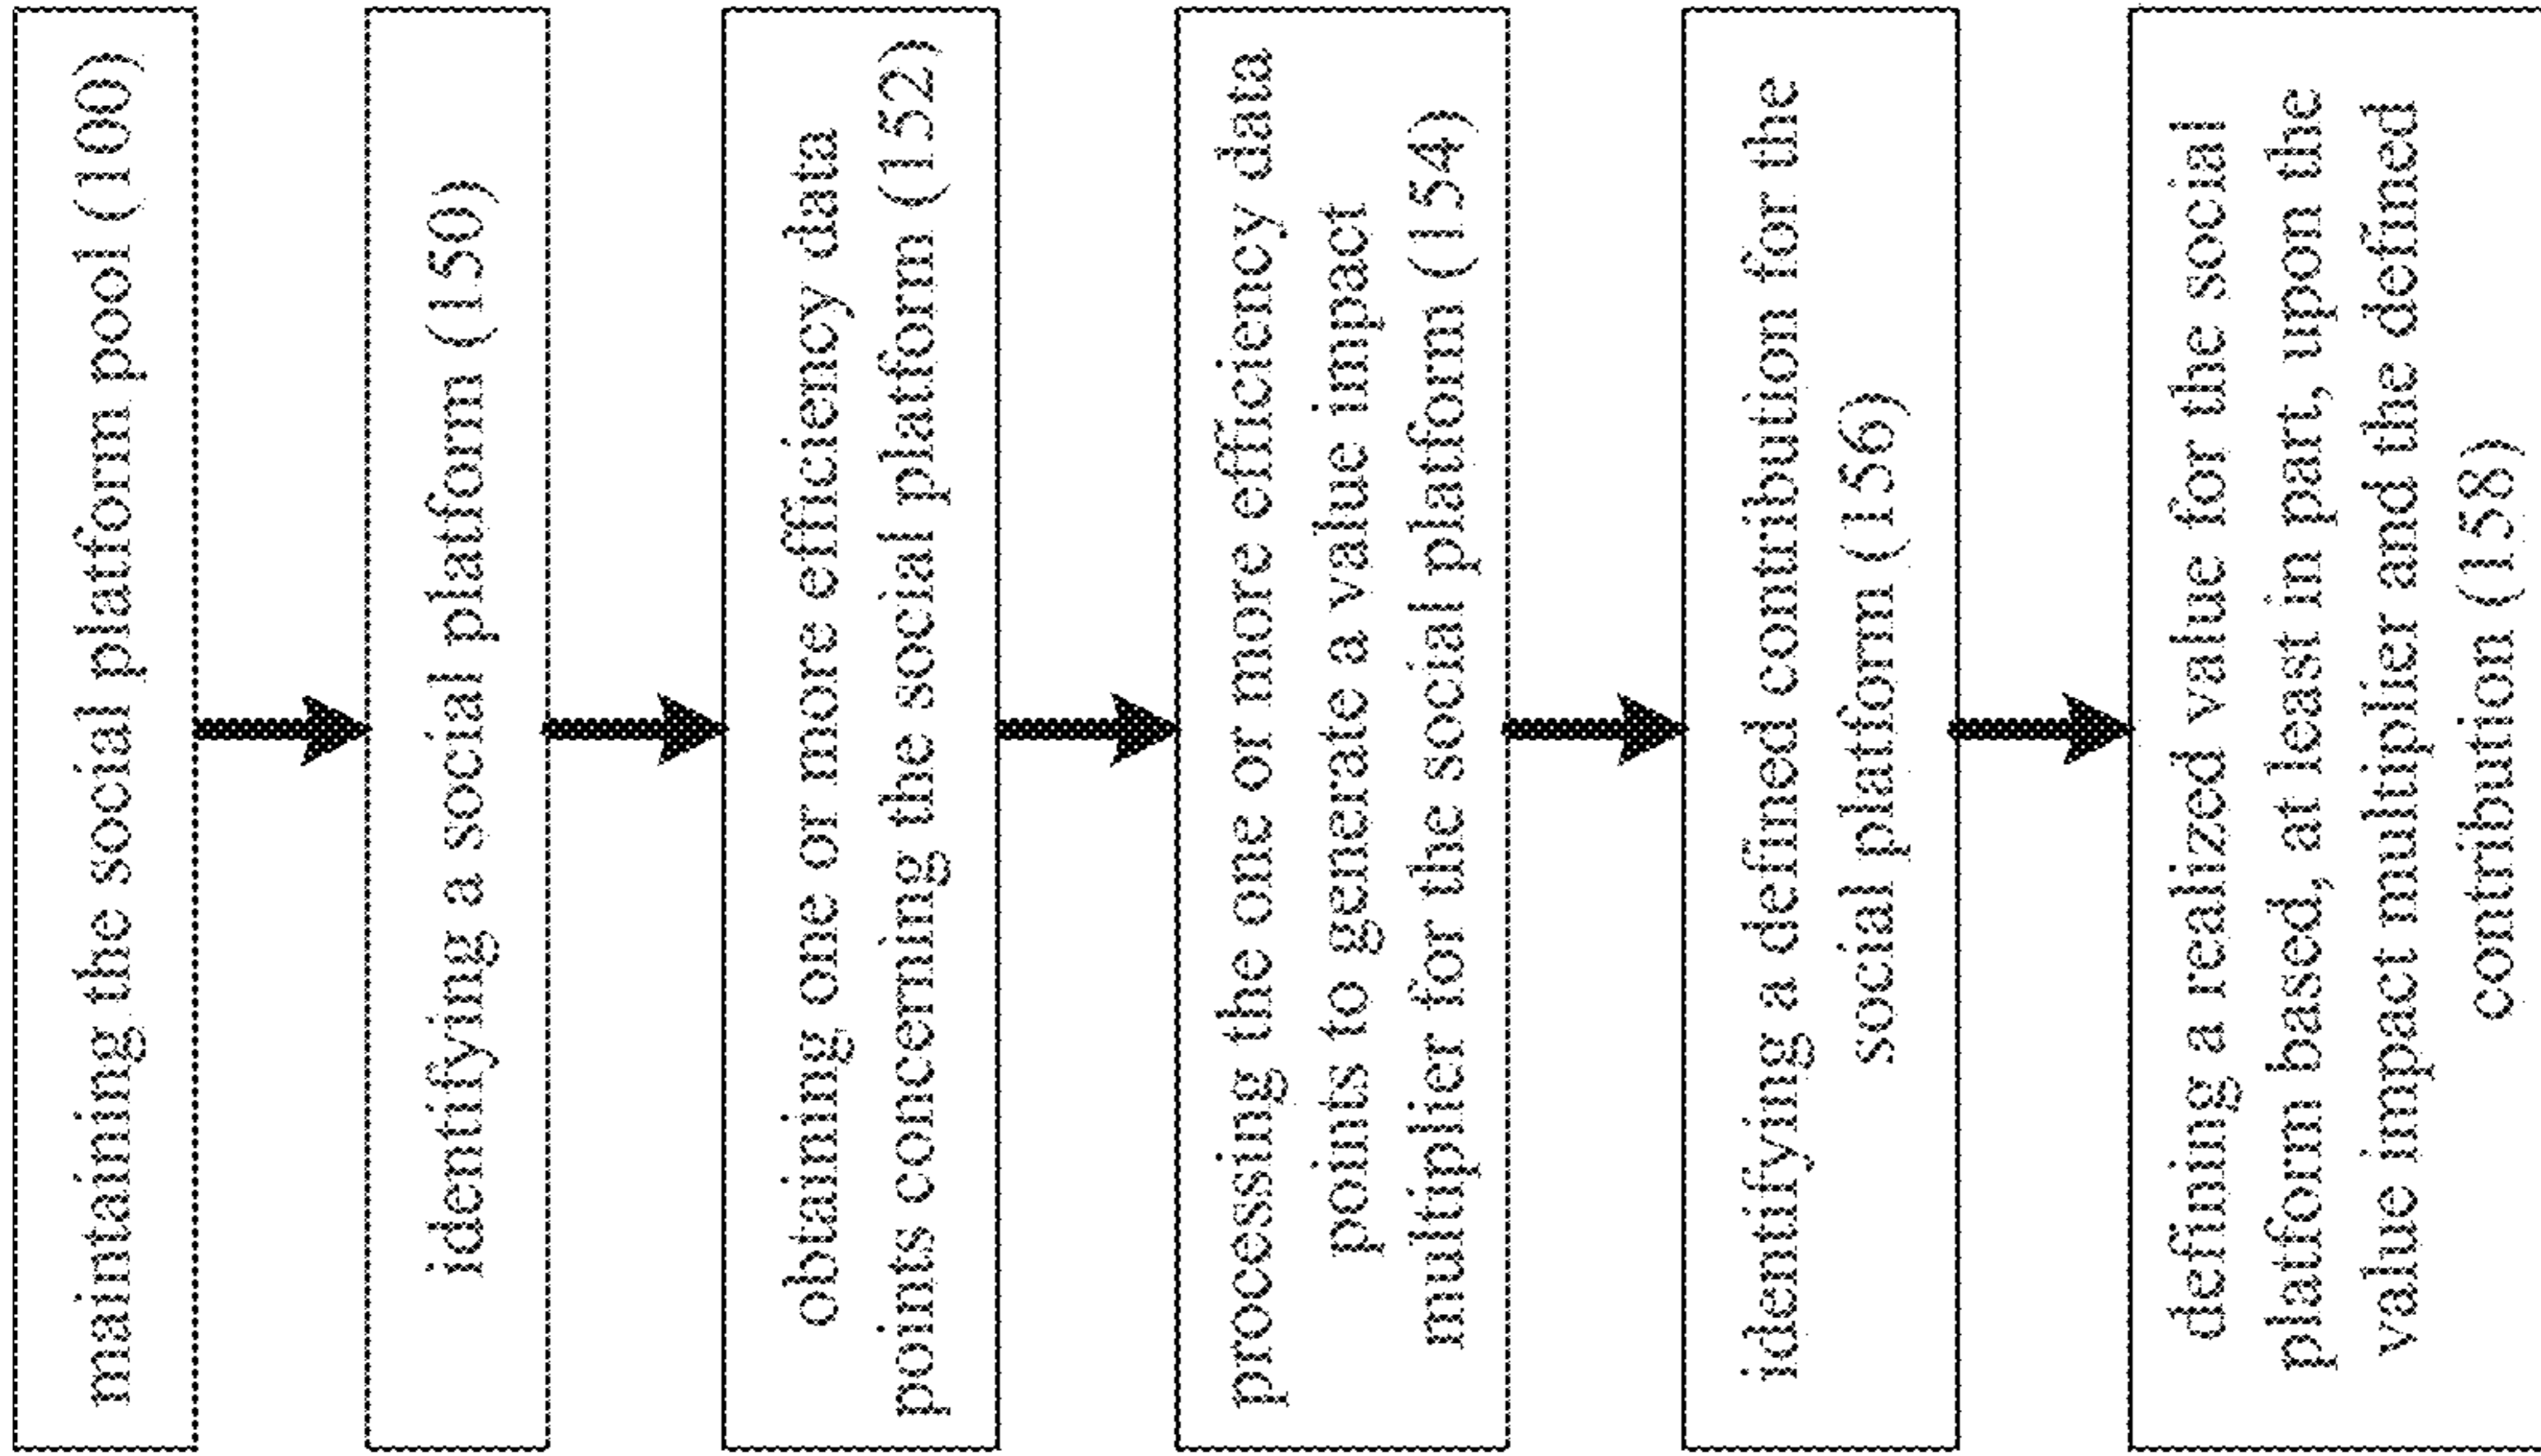 maintaining the social platform pool (100)
identifying a social platform (150)
obtaining one or more efficiency data
points concerning the social platform (152)
processing the one or more efficiency data
points to generate a value impact
multiplier for the social platform (154)
identifying a defined contribution for the
social platform (156)
defining a realized value for the social
platform based, at least in part, upon the
value impact multiplier and the defined
contribution (158)